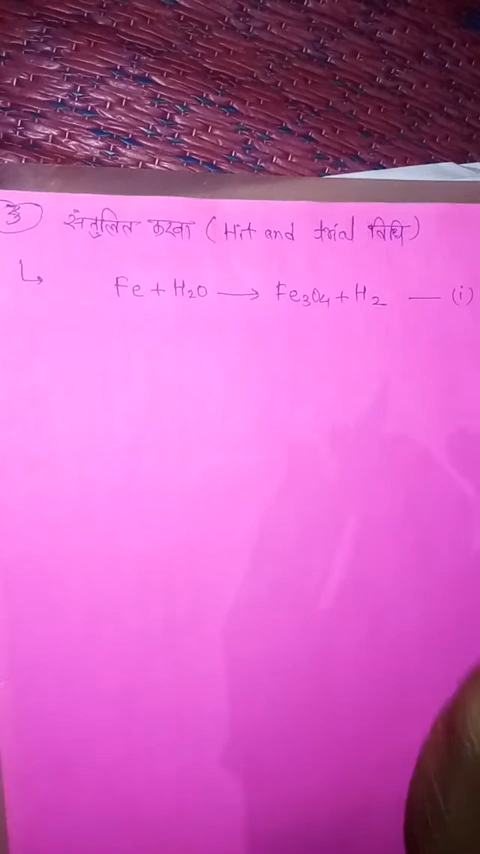 3 संतुलित करना (Hit and trial विधि)
Fe + H₂O ⟶ Fe₃O₄ + H₂ — (i)